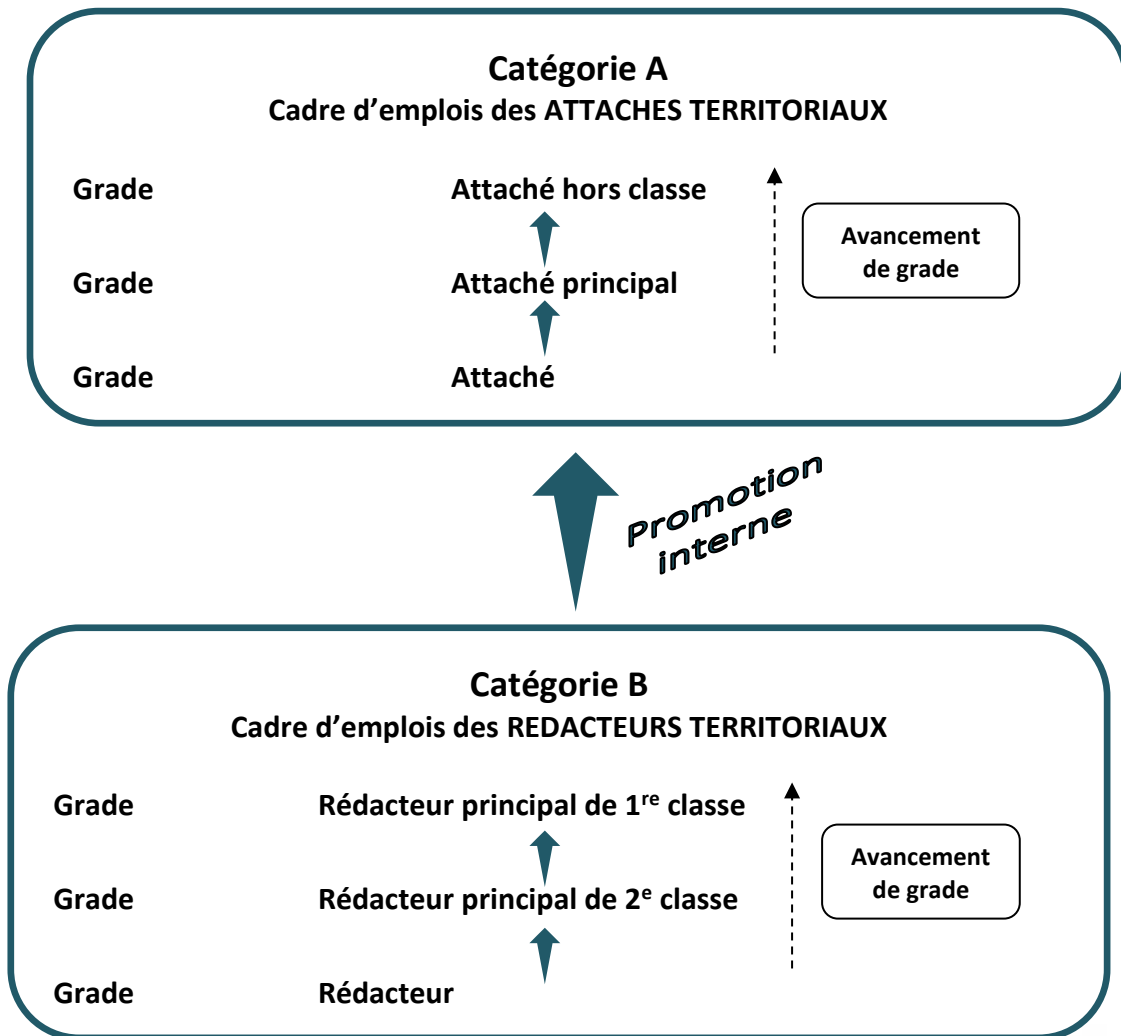 Catégorie A
Cadre d’emplois des ATTACHES TERRITORIAUX
Grade Attaché hors classe
Avancement
de grade
Grade Attaché principal
Grade Attaché
Promotion
interne
Catégorie B
Cadre d’emplois des REDACTEURS TERRITORIAUX
Grade Rédacteur principal de 1re classe
Avancement
de grade
Grade Rédacteur principal de 2e classe
Grade Rédacteur